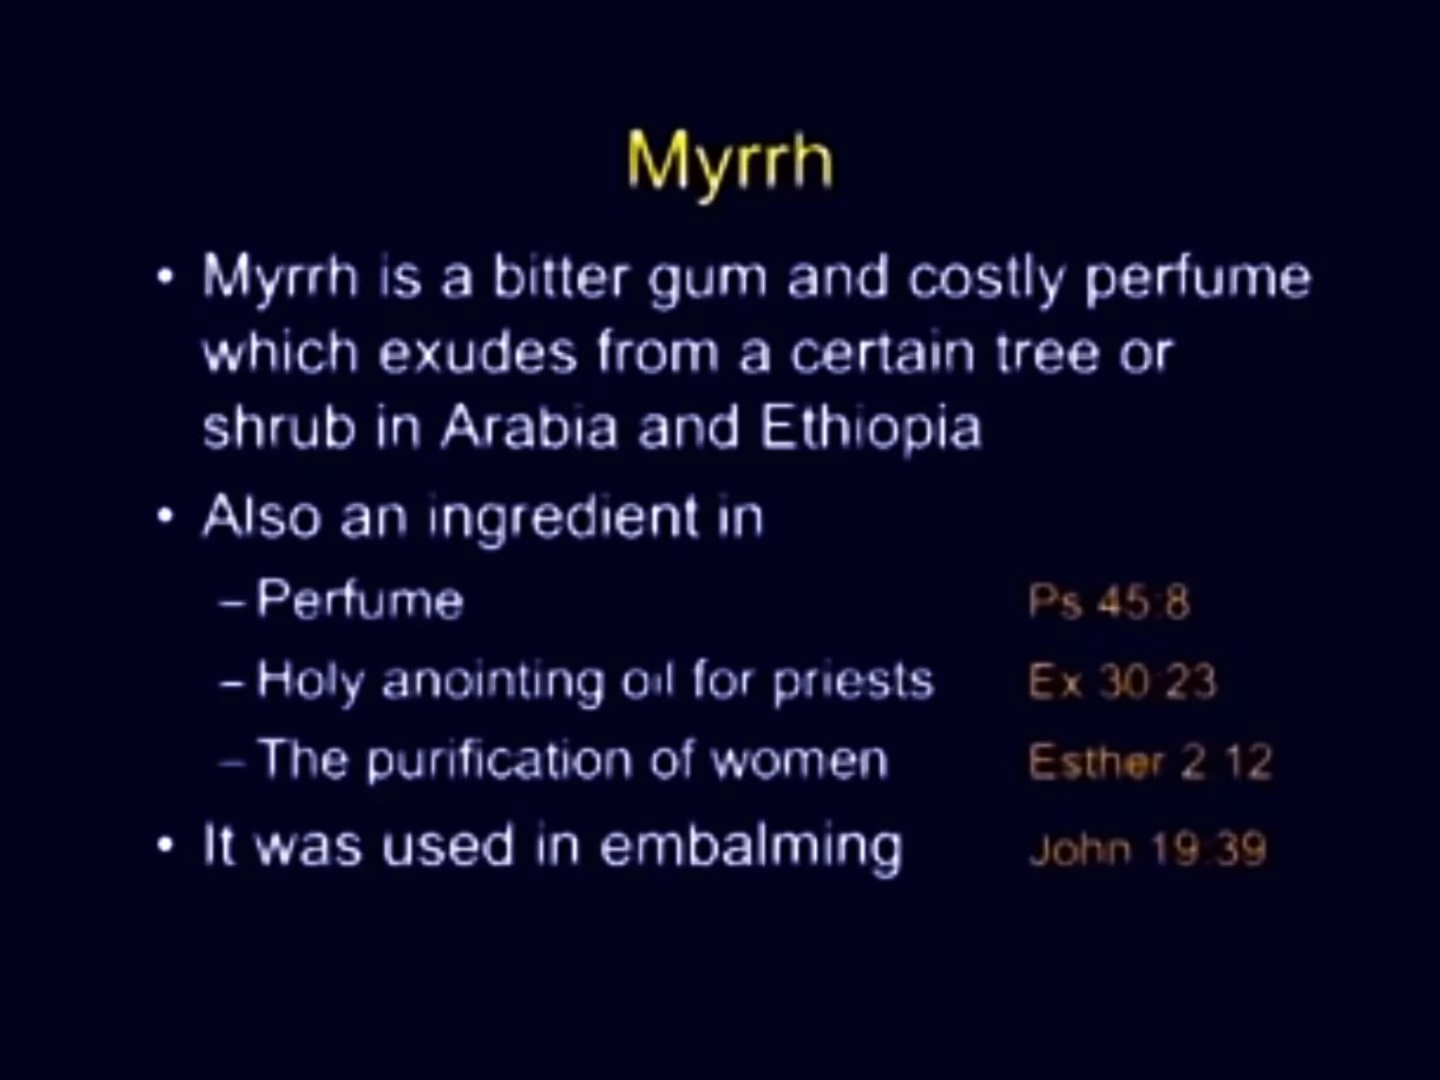 Myrrh
• Myrrh is a bitter gum and costly perfume
which exudes from a certain tree or
shrub in Arabia and Ethiopia
• Also an ingredient in
– Perfume Ps 45:8
– Holy anointing oil for priests Ex 30:23
– The purification of women Esther 2:12
• It was used in embalming John 19:39